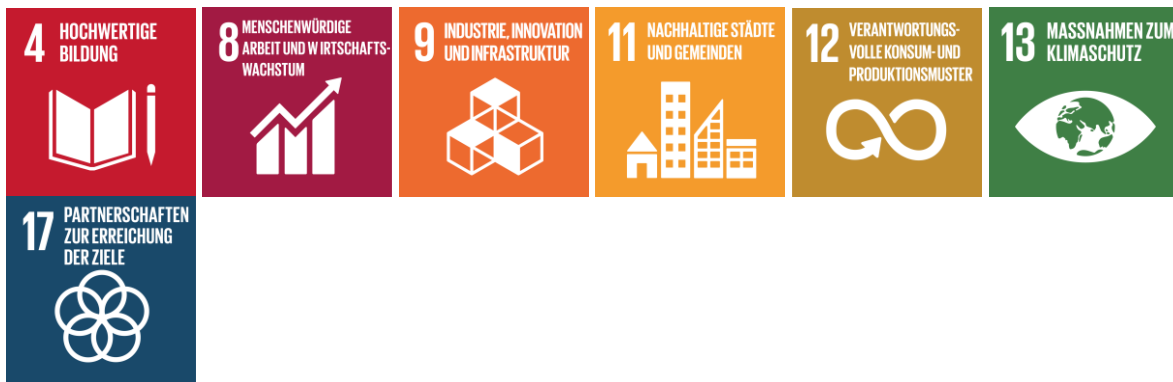 4 HOCHWERTIGE
BILDUNG
8 MENSCHENWÜRDIGE
ARBEIT UND WIRTSCHAFTS-
WACHSTUM
9 INDUSTRIE, INNOVATION
UND INFRASTRUKTUR
11 NACHHALTIGE STÄDTE
UND GEMEINDEN
12 VERANTWORTUNGS-
VOLLE KONSUM- UND
PRODUKTIONSMUSTER
13 MASSNAHMEN ZUM
KLIMASCHUTZ
17 PARTNERSCHAFTEN
ZUR ERREICHUNG
DER ZIELE